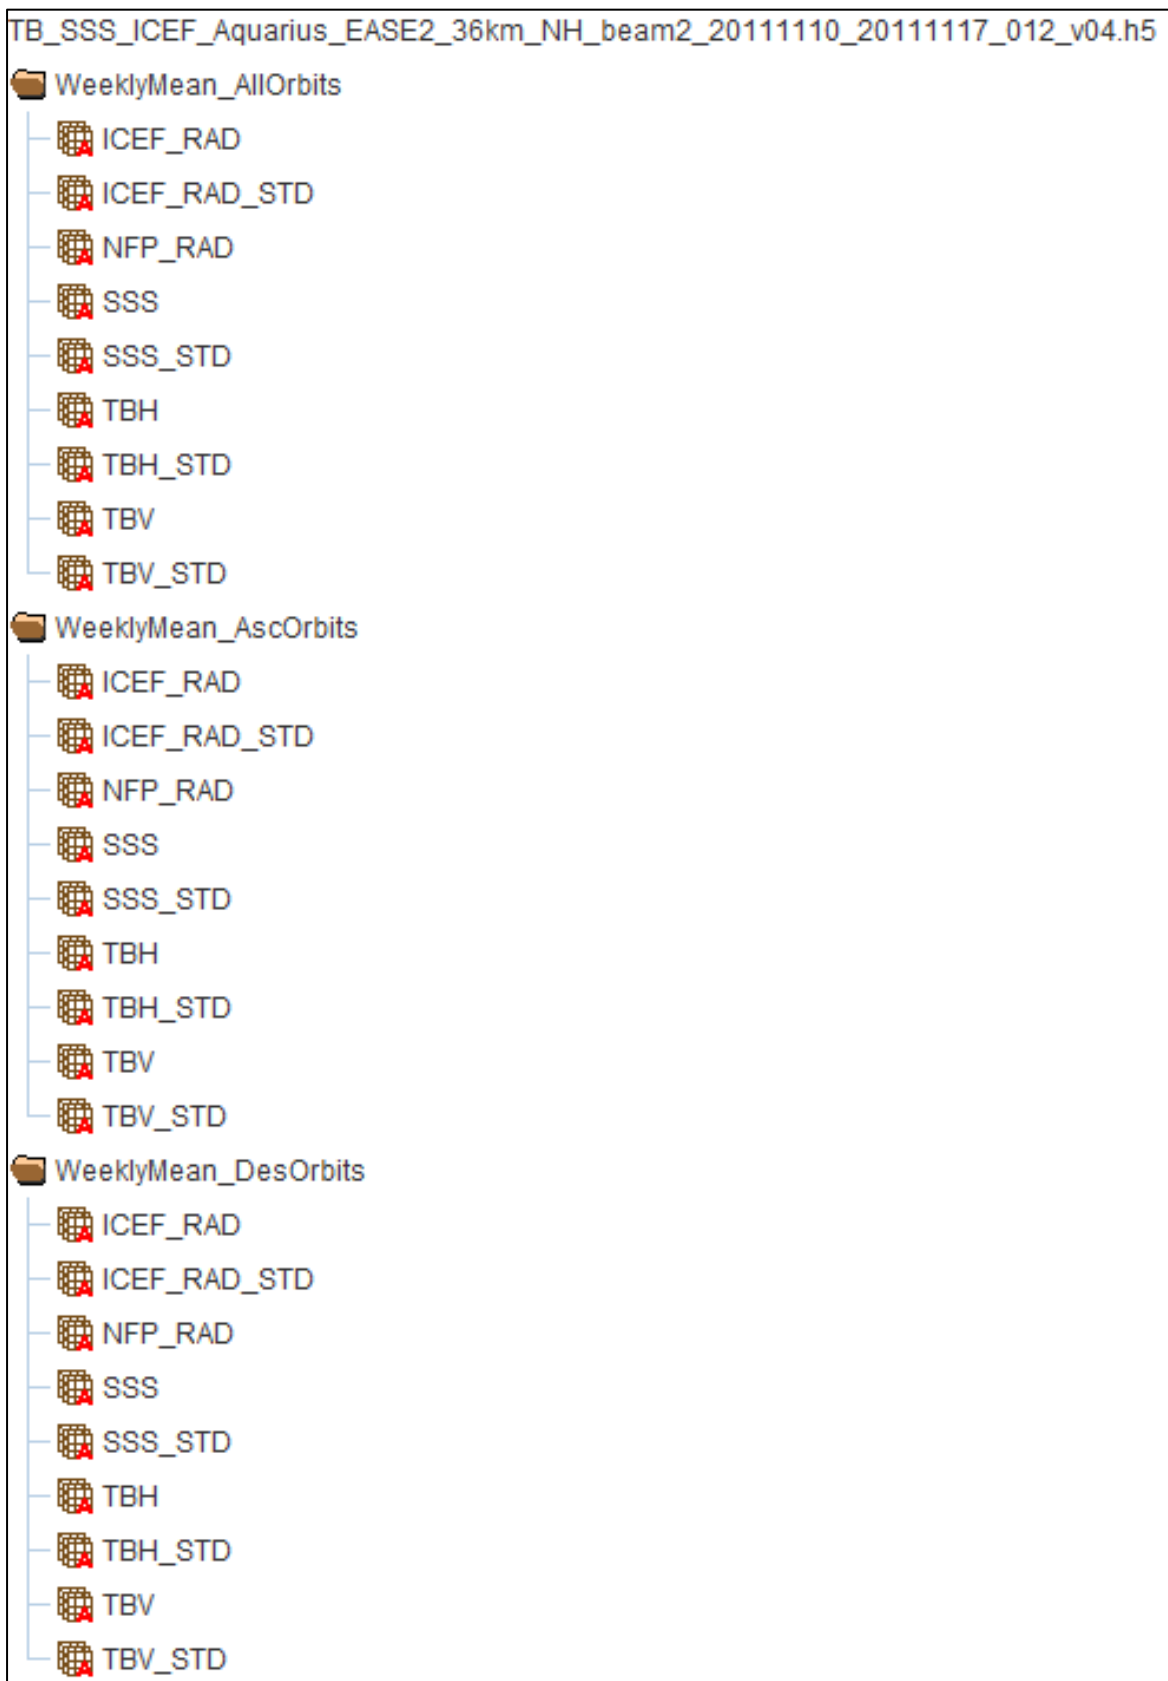 TB_SSS_ICEF_Aquarius_EASE2_36km_NH_beam2_20111110_20111117_012_v04.h5
WeeklyMean_AllOrbits
ICEF_RAD
ICEF_RAD_STD
NFP_RAD
SSS
SSS_STD
TBH
TBH_STD
TBV
TBV_STD
WeeklyMean_AscOrbits
ICEF_RAD
ICEF_RAD_STD
NFP_RAD
SSS
SSS_STD
TBH
TBH_STD
TBV
TBV_STD
WeeklyMean_DesOrbits
ICEF_RAD
ICEF_RAD_STD
NFP_RAD
SSS
SSS_STD
TBH
TBH_STD
TBV
TBV_STD